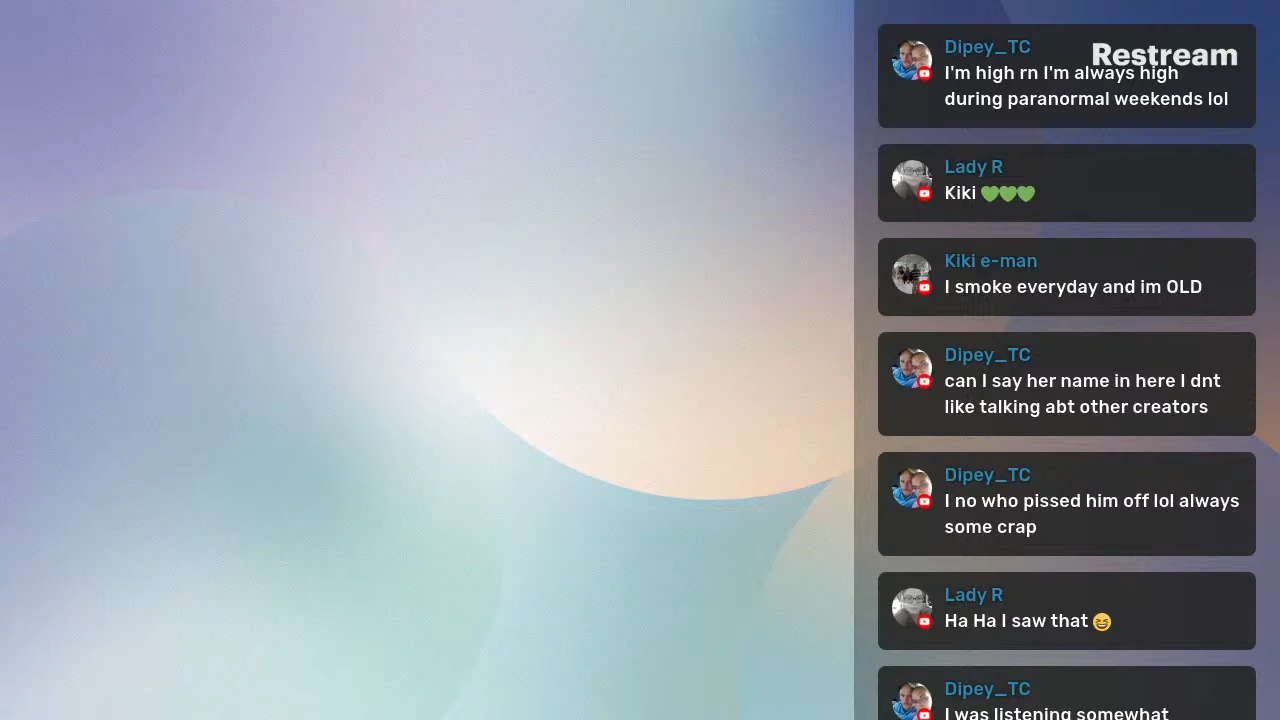 Restream
Dipey_TC
I'm high rn I'm always high
during paranormal weekends lol
Lady R
Kiki 💚💚💚
Kiki e-man
I smoke everyday and im OLD
Dipey_TC
can I say her name in here I dnt
like talking abt other creators
Dipey_TC
I no who pissed him off lol always
some crap
Lady R
Ha Ha I saw that 😆
Dipey_TC
I was listening somewhat